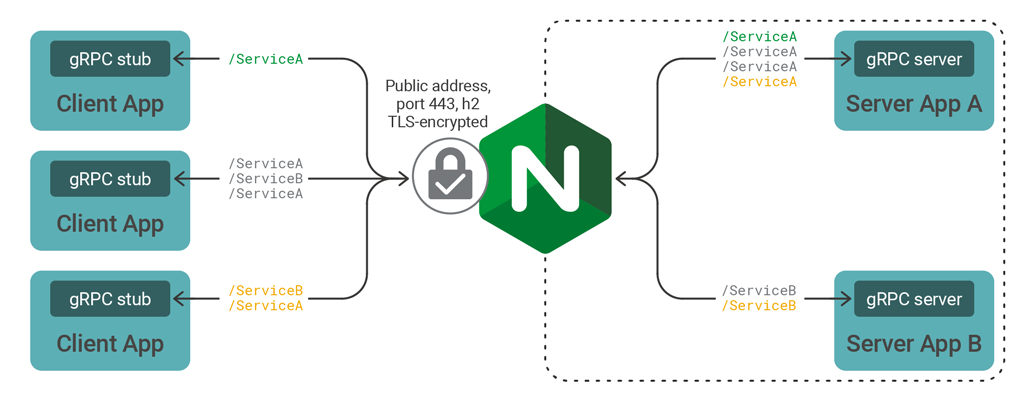 gRPC stub
Client App
/ServiceA
gRPC stub
Client App
/ServiceA
/ServiceB
/ServiceA
gRPC stub
Client App
/ServiceB
/ServiceA
Public address,
port 443, h2
TLS-encrypted
N
/ServiceA
/ServiceA
/ServiceA
/ServiceA
gRPC server
Server App A
/ServiceB
/ServiceB
gRPC server
Server App B